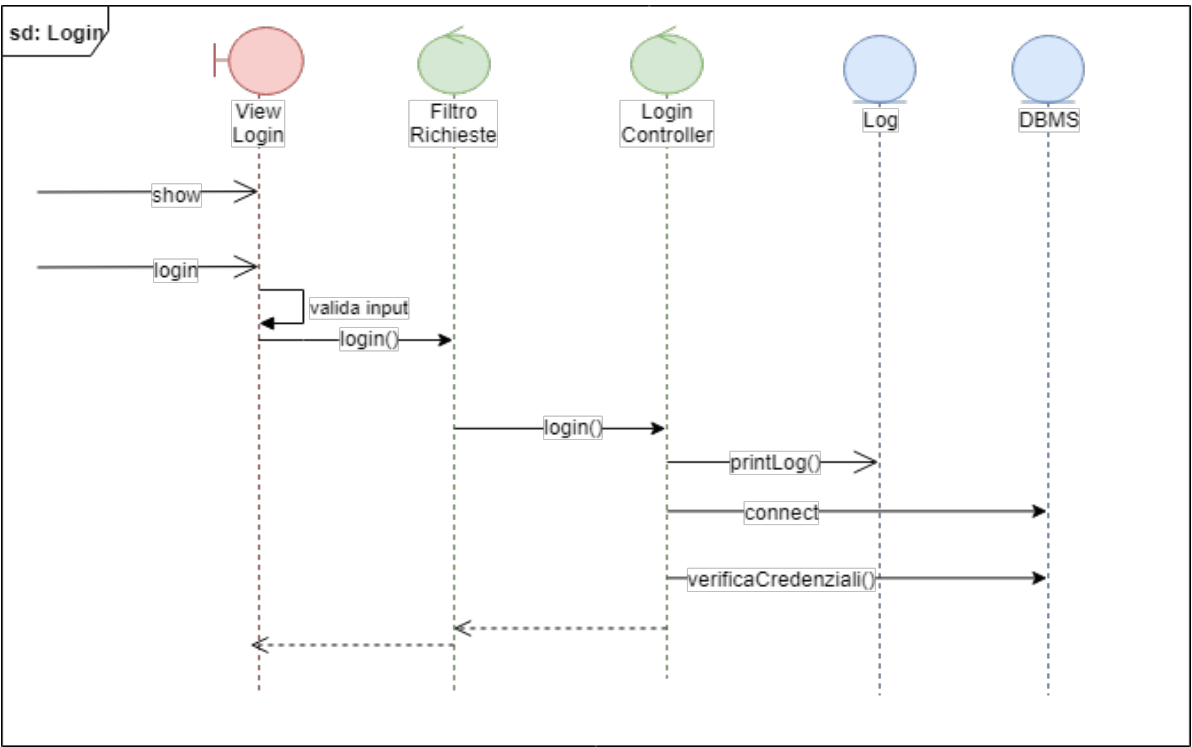 sd: Login
View
Login
Filtro
Richieste
Login
Controller
Log
DBMS
show
login
valida input
login()
login()
printLog()
connect
verificaCredenziali()